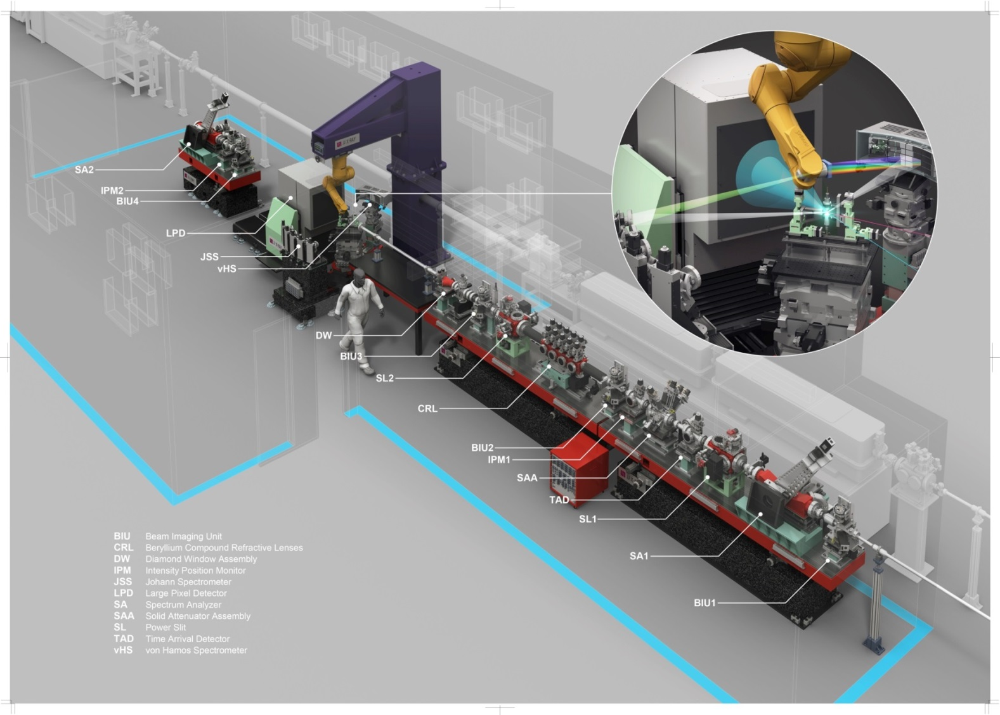 SA2
IPM2
BIU4
LPD
JSS
vHS
DW
BIU3
SL2
CRL
BIU2
IPM1
SAA
TAD
SL1
SA1
BIU1
BIU Beam Imaging Unit
CRL Beryllium Compound Refractive Lenses
DW Diamond Window Assembly
IPM Intensity Position Monitor
JSS Johann Spectrometer
LPD Large Pixel Detector
SA Spectrum Analyzer
SAA Solid Attenuator Assembly
SL Power Slit
TAD Time Arrival Detector
vHS von Hamos Spectrometer